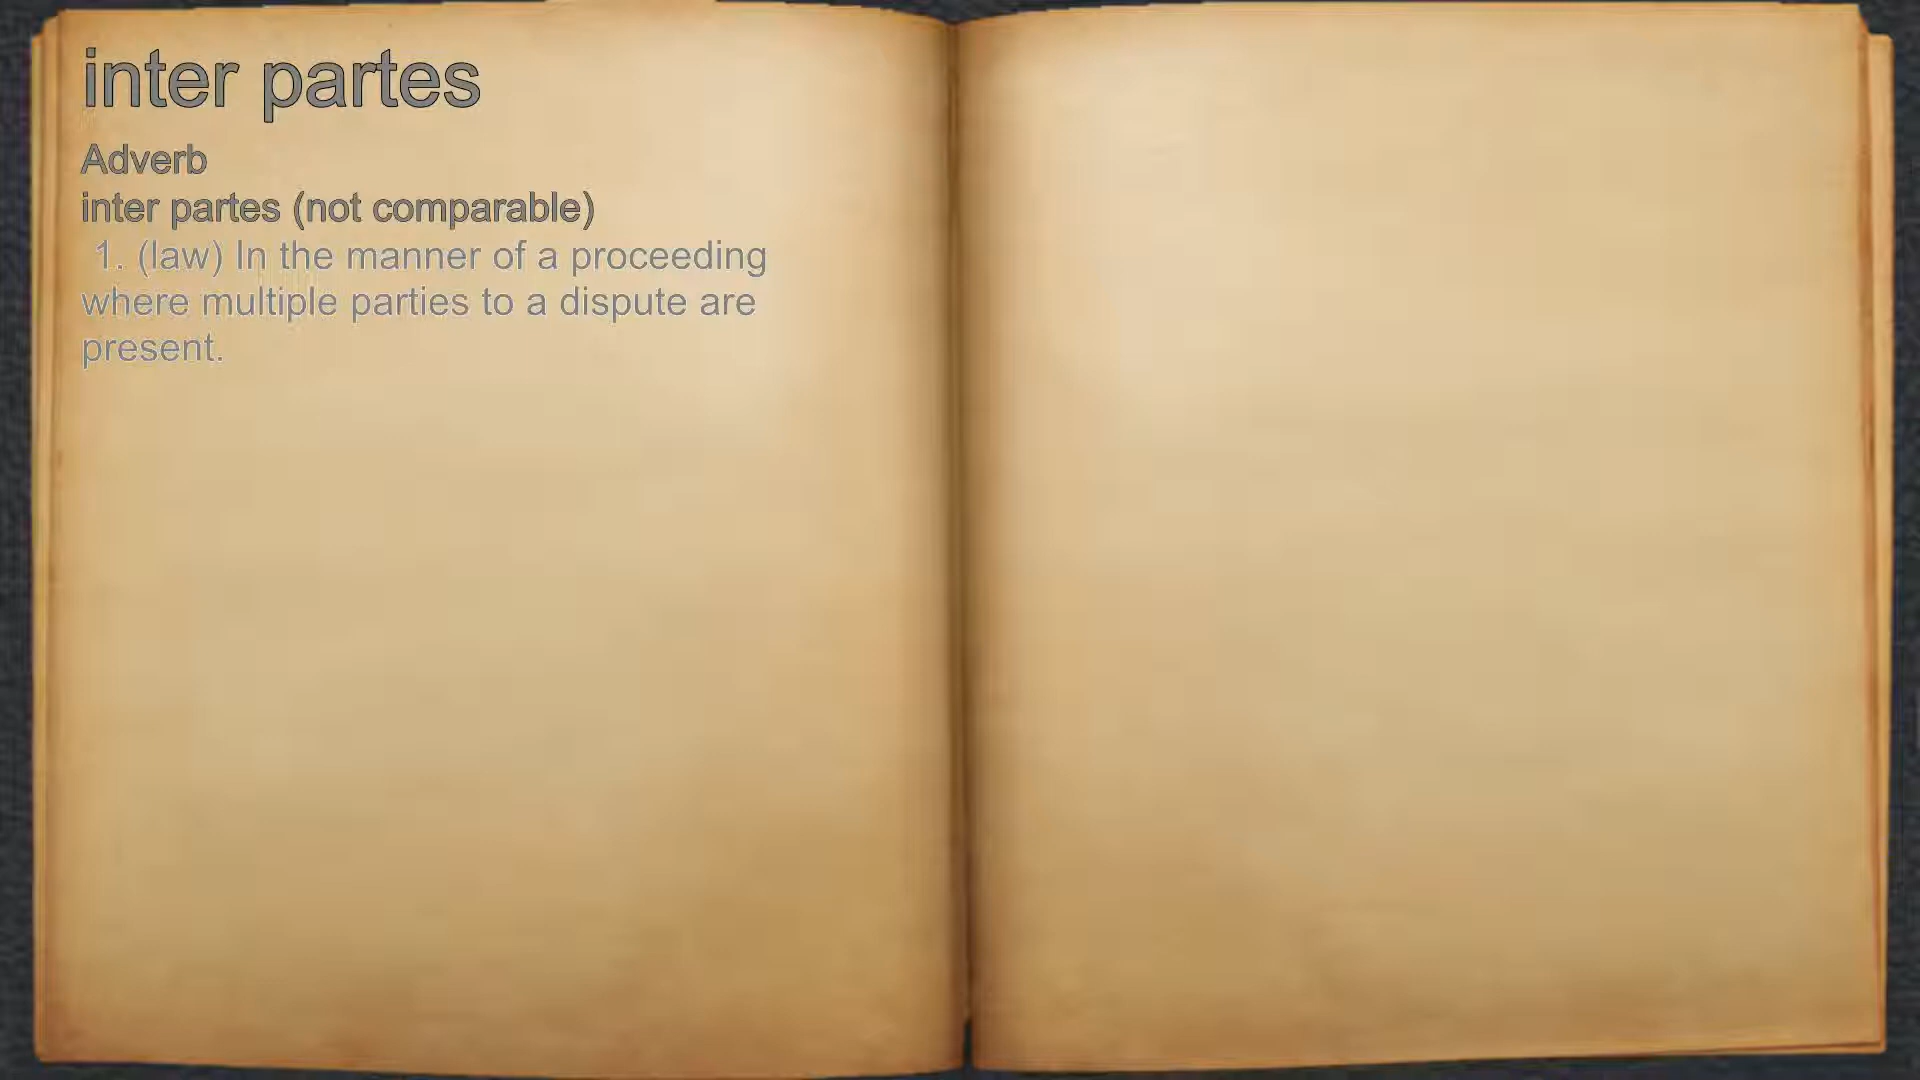 inter partes
Adverb
inter partes (not comparable)
1. (law) In the manner of a proceeding
where multiple parties to a dispute are
present.